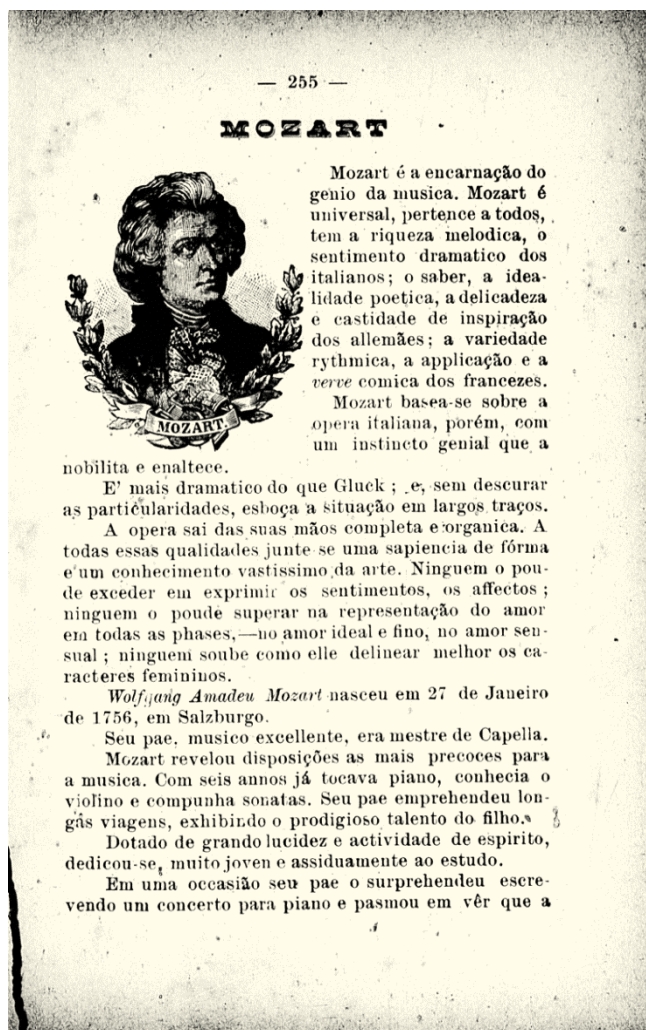 — 255 —
MOZART
Mozart é a encarnação do
genio da musica. Mozart é
universal, pertence a todos,
tem a riqueza melodica, o
sentimento dramatico dos
italianos; o saber, a idea-
lidade poetica, a delicadeza
e castidade de inspiração
dos allemães; a variedade
rythmica, a applicação e a
verve comica dos francezes.
Mozart basea-se sobre a
opera italiana, porém, com
um instincto genial que a
MOZART.
nobilita e enaltece.
E' mais dramatico do que Gluck ; e, sem descurar
as particularidades, esboça a situação em largos traços.
A opera sai das suas mãos completa e organica. A
todas essas qualidades junte se uma sapiencia de fórma
e um conhecimento vastissimo da arte. Ninguem o pou-
de exceder em exprimir os sentimentos, os affectos ;
ninguem o poude superar na representação do amor
em todas as phases,—no amor ideal e fino, no amor sen-
sual ; ninguem soube como elle delinear melhor os ca-
racteres femininos.
Wolfgang Amadeu Mozart nasceu em 27 de Janeiro
de 1756, em Salzburgo.
Seu pae, musico excellente, era mestre de Capella.
Mozart revelou disposições as mais precoces para
a musica. Com seis annos já tocava piano, conhecia o
violino e compunha sonatas. Seu pae emprehendeu lon-
gas viagens, exhibindo o prodigioso talento do filho.
Dotado de grando lucidez e actividade de espirito,
dedicou-se, muito joven e assiduamente ao estudo.
Em uma occasião seu pae o surprehendeu escre-
vendo um concerto para piano e pasmou em vêr que a